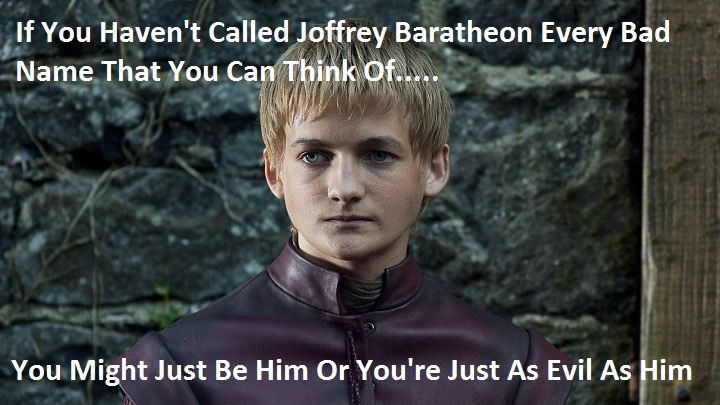 If You Haven't Called Joffrey Baratheon Every Bad
Name That You Can Think Of.....
You Might Just Be Him Or You're Just As Evil As Him